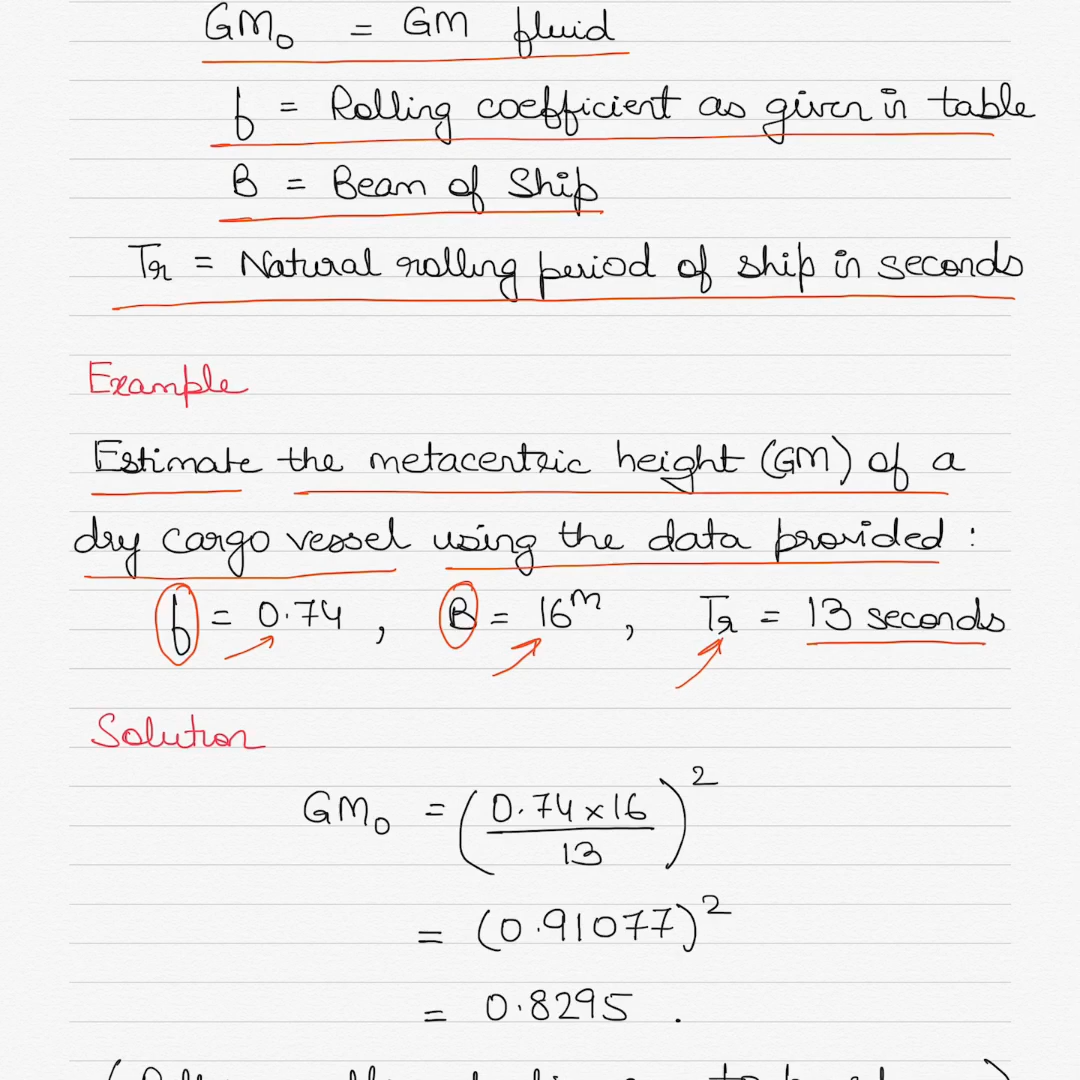 GM₀ = GM fluid
f = Rolling coefficient as given in table
B = Beam of Ship
Tr = Natural rolling period of ship in seconds
Example
Estimate the metacentric height (GM) of a
dry cargo vessel using the data provided :
f = 0.74 , B = 16m , Tr = 13 seconds
Solution
GM₀ = (0.74 x 16 / 13)²
= (0.91077)²
= 0.8295 .